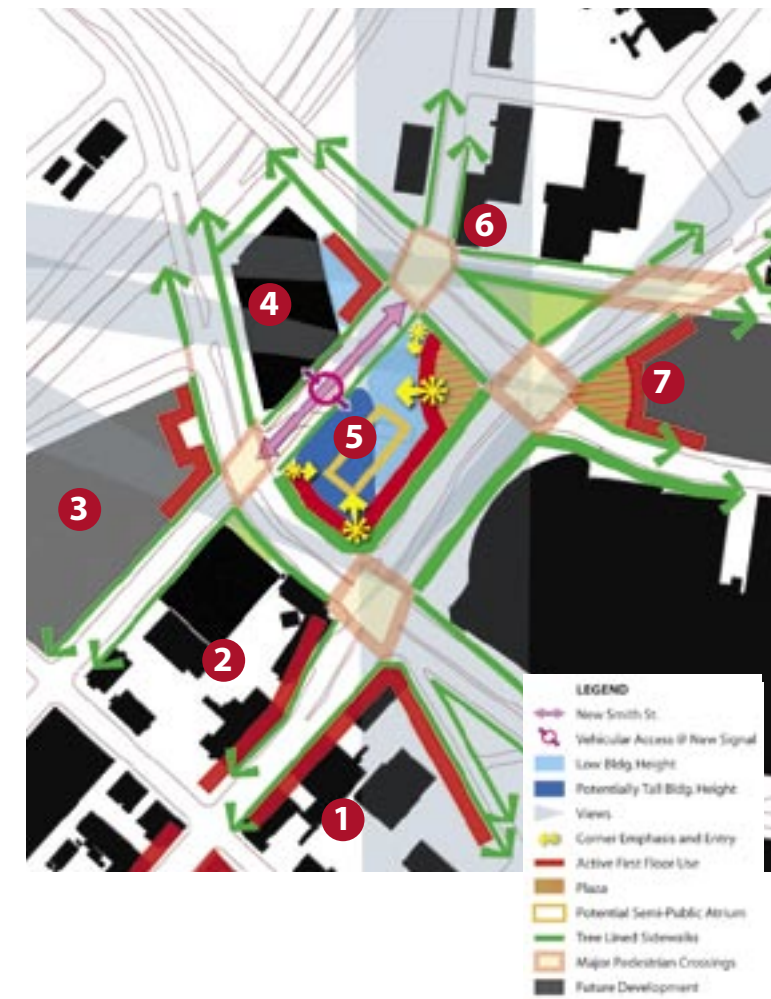 6
4
7
5
3
2
1
LEGEND
New Smith St.
Vehicular Access @ New Signal
Low Bldg. Height
Potentially Tall Bldg. Height
Views
Corner Emphasis and Entry
Active First Floor Use
Plaza
Potential Semi-Public Atrium
Tree Lined Sidewalks
Major Pedestrian Crossings
Future Development